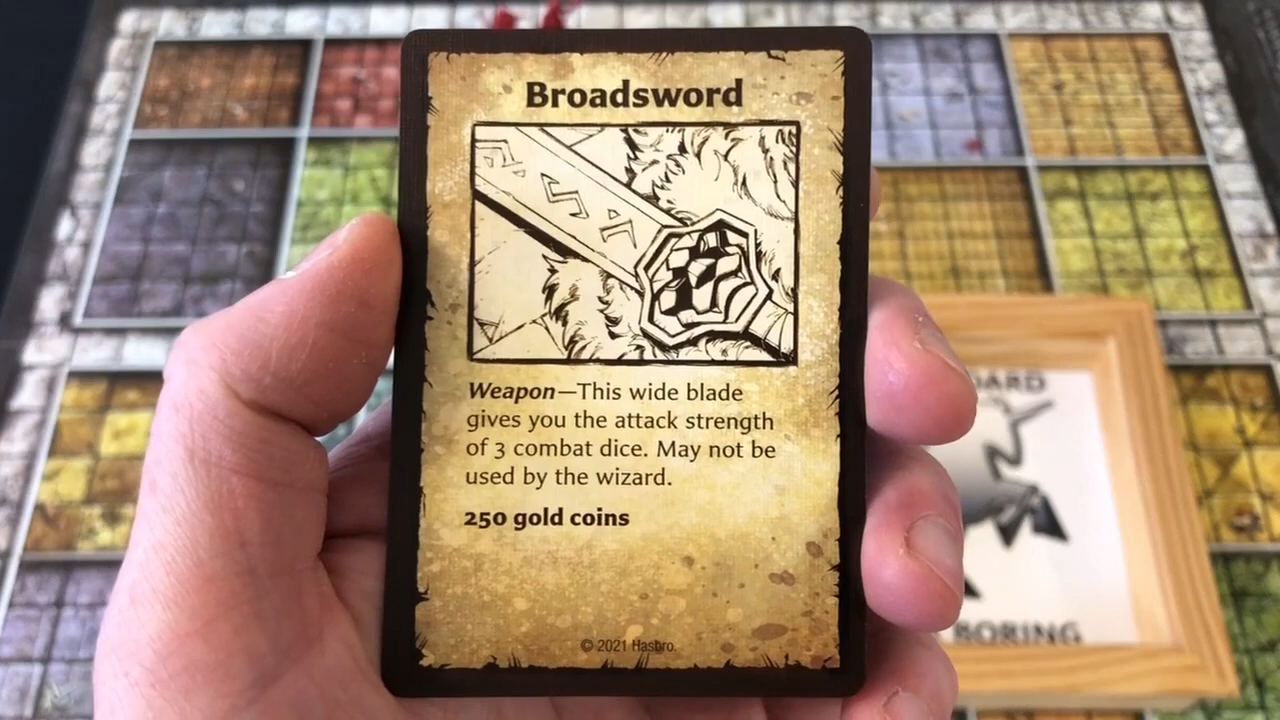 Broadsword
Weapon—This wide blade
gives you the attack strength
of 3 combat dice. May not be
used by the wizard.
250 gold coins
© 2021 Hasbro.
BORING